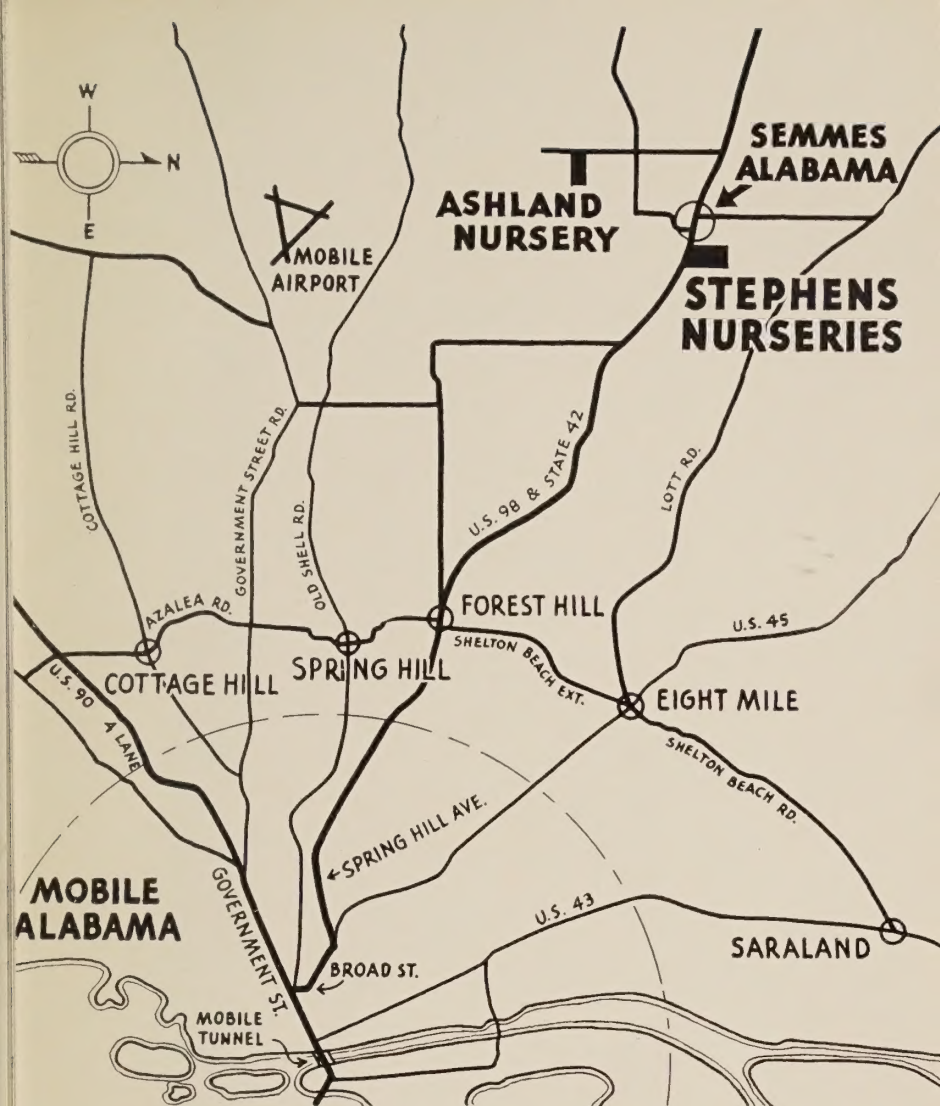 W
N
E
SEMMES
ALABAMA
ASHLAND
NURSERY
MOBILE
AIRPORT
STEPHENS
NURSERIES
COTTAGE HILL RD.
GOVERNMENT STREET RD.
OLD SHELL RD.
U.S. 98 & STATE 42
LOTT RD.
AZALEA RD.
FOREST HILL
U.S. 45
SHELTON BEACH EXT.
COTTAGE HILL
SPRING HILL
EIGHT MILE
U.S. 90
4 LANE
SHELTON BEACH RD.
SPRING HILL AVE.
MOBILE
ALABAMA
GOVERNMENT ST.
U.S. 43
SARALAND
BROAD ST.
MOBILE
TUNNEL